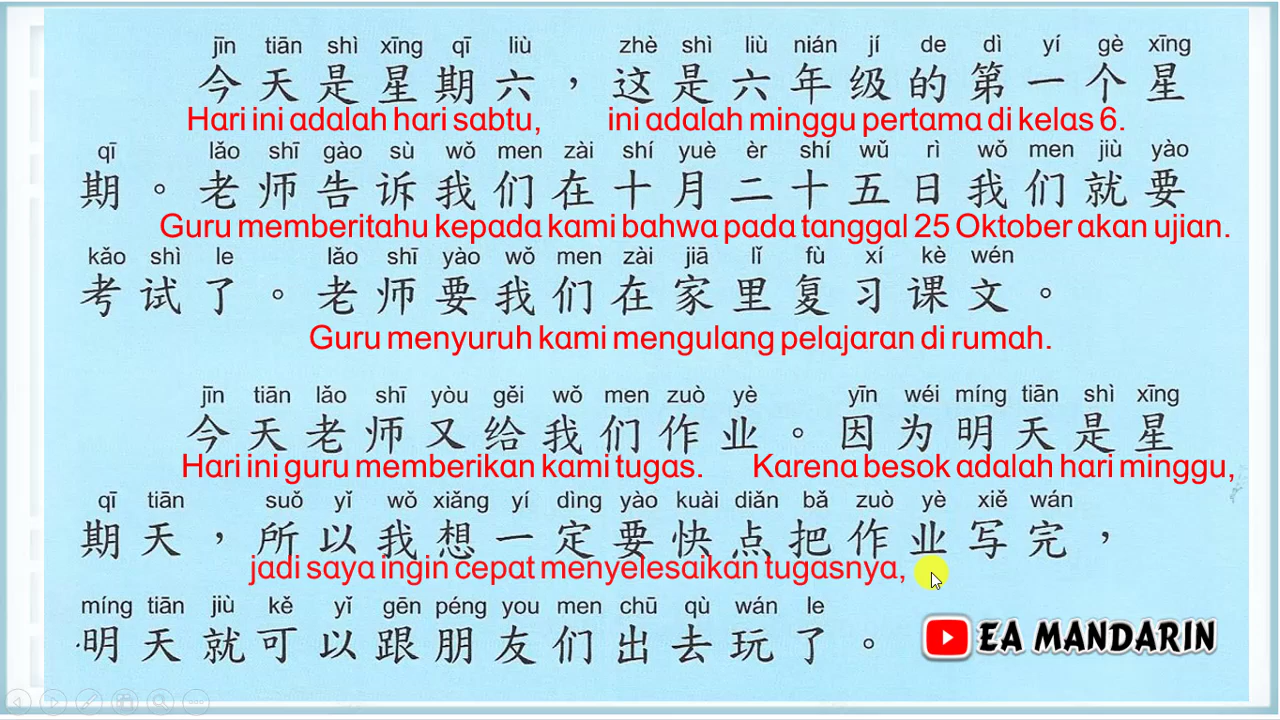 jīn tiān shì xīng qī liù zhè shì liù nián jí de dì yí gè xīng
今天是星期六，这是六年级的第一个星
Hari ini adalah hari sabtu, ini adalah minggu pertama di kelas 6.
qī lǎo shī gào sù wǒ men zài shí yuè èr shí wǔ rì wǒ men jiù yào
期。老师告诉我们在十月二十五日我们就要
Guru memberitahu kepada kami bahwa pada tanggal 25 Oktober akan ujian.
kǎo shì le lǎo shī yào wǒ men zài jiā lǐ fù xí kè wén
考试了。老师要我们在家里复习课文。
Guru menyuruh kami mengulang pelajaran di rumah.
jīn tiān lǎo shī yòu gěi wǒ men zuò yè yīn wéi míng tiān shì xīng
今天老师又给我们作业。因为明天是星
Hari ini guru memberikan kami tugas. Karena besok adalah hari minggu,
qī tiān suǒ yǐ wǒ xiǎng yí dìng yào kuài diǎn bǎ zuò yè xiě wán
期天，所以我想一定要快点把作业写完，
jadi saya ingin cepat menyelesaikan tugasnya,
míng tiān jiù kě yǐ gēn péng you men chū qù wán le
明天就可以跟朋友们出去玩了。
EA MANDARIN